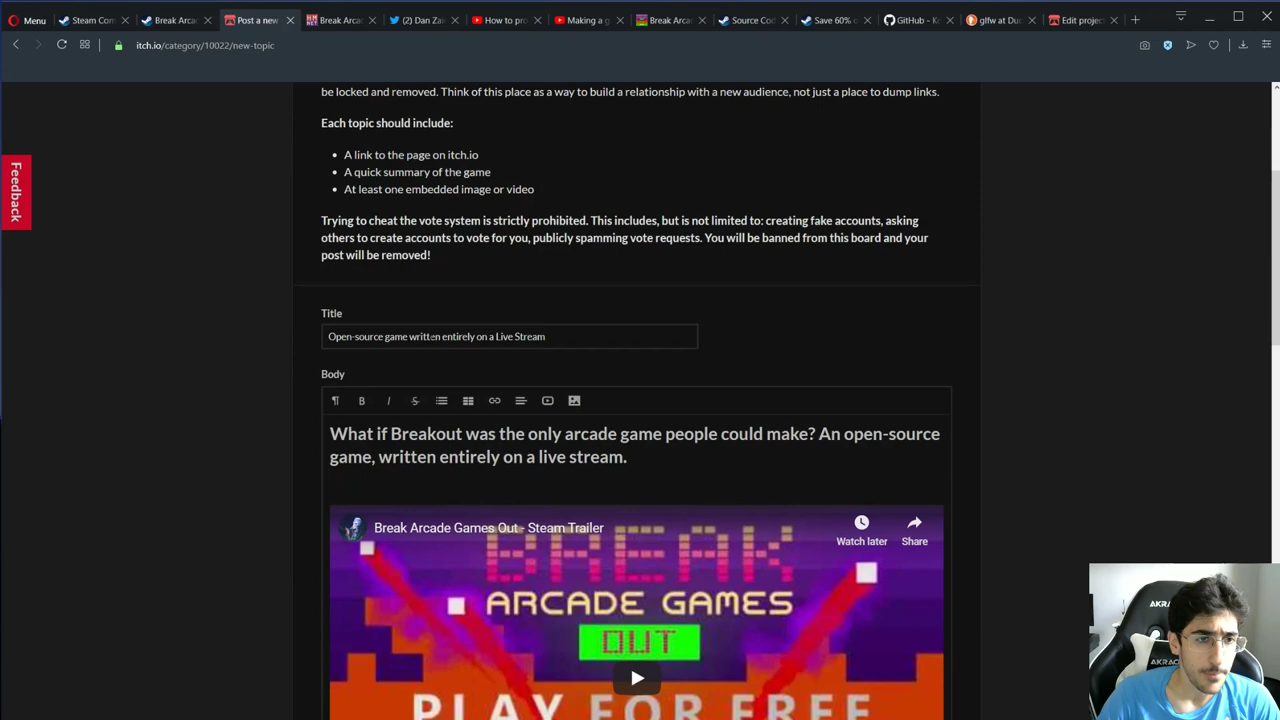 Menu
Steam Com
Break Arca
Post a new
Break Arca
(2) Dan Za
How to pro
Making a g
Break Arca
Source Co
Save 60% o
GitHub - K
glfw at Duc
Edit projec
itch.io/category/10022/new-topic
be locked and removed. Think of this place as a way to build a relationship with a new audience, not just a place to dump links.
Each topic should include:
A link to the page on itch.io
A quick summary of the game
At least one embedded image or video
Feedback
Trying to cheat the vote system is strictly prohibited. This includes, but is not limited to: creating fake accounts, asking
others to create accounts to vote for you, publicly spamming vote requests. You will be banned from this board and your
post will be removed!
Title
Open-source game written entirely on a Live Stream
Body
What if Breakout was the only arcade game people could make? An open-source
game, written entirely on a live stream.
Break Arcade Games Out - Steam Trailer
Watch later
Share
BREAK
ARCADE GAMES
OUT
PLAY FOR FREE
AKRAC
AKRAC